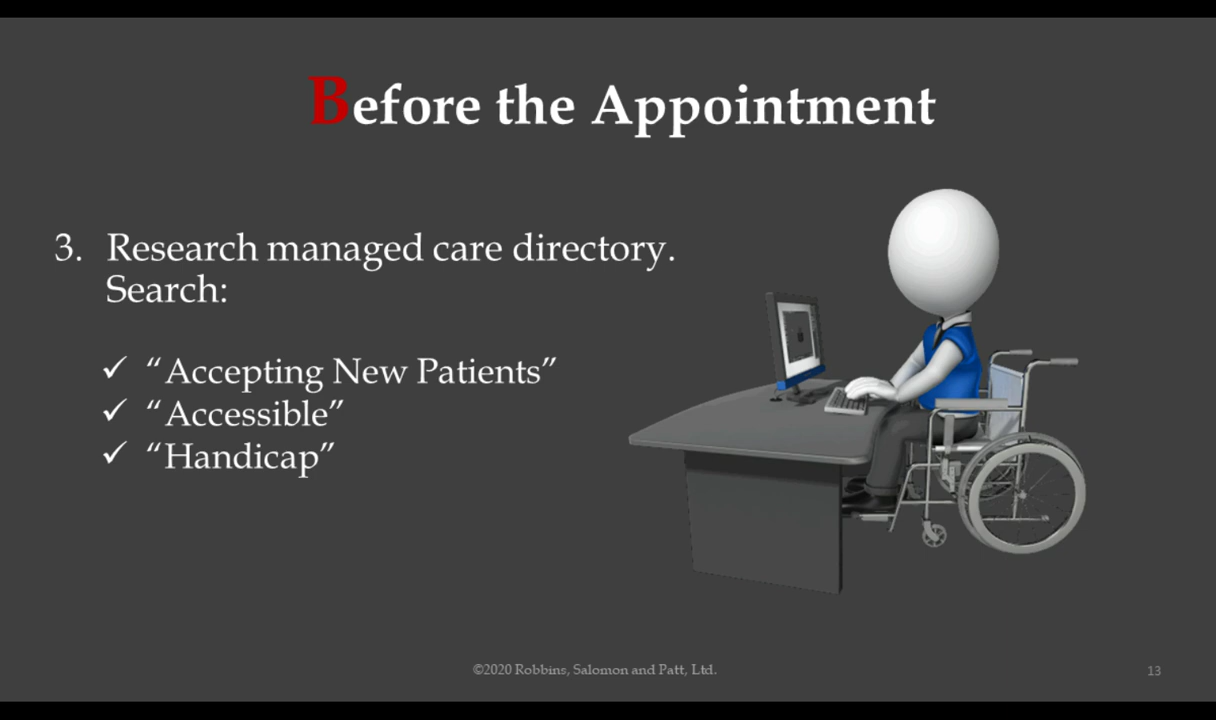 Before the Appointment
3. Research managed care directory.
Search:
✓ “Accepting New Patients”
✓ “Accessible”
✓ “Handicap”
©2020 Robbins, Salomon and Patt, Ltd.
13